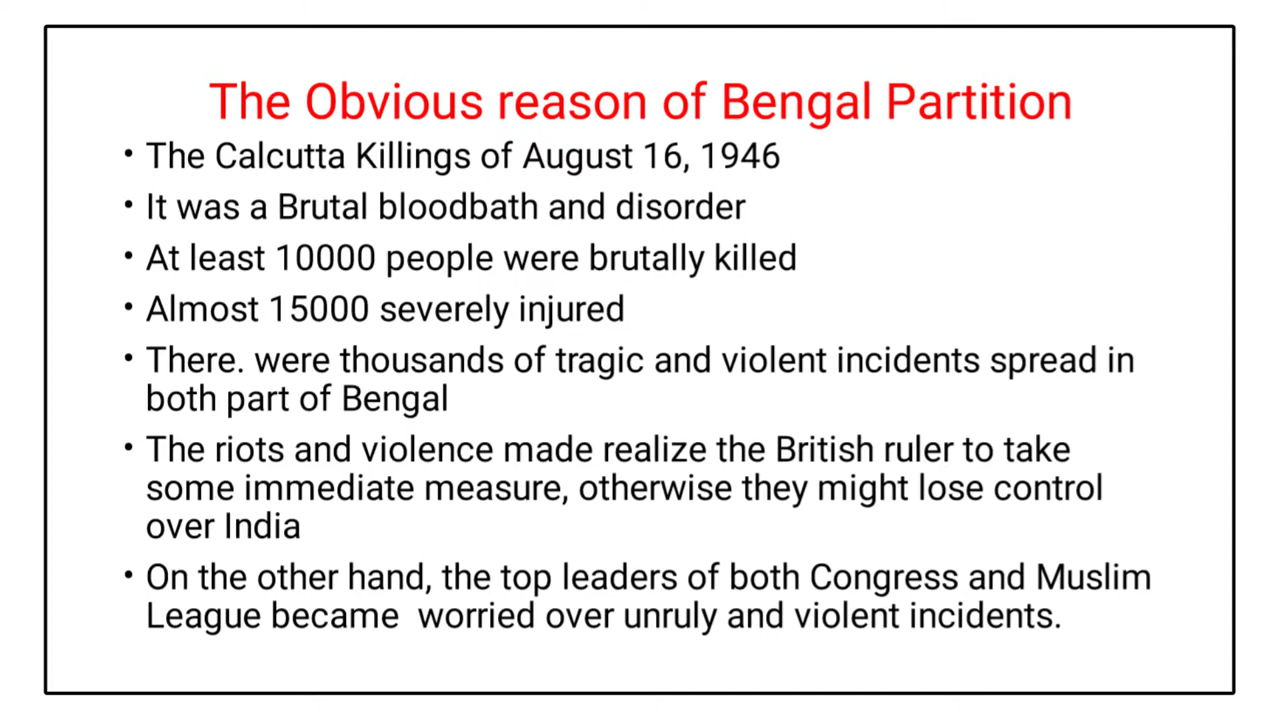 The Obvious reason of Bengal Partition
• The Calcutta Killings of August 16, 1946
• It was a Brutal bloodbath and disorder
• At least 10000 people were brutally killed
• Almost 15000 severely injured
• There. were thousands of tragic and violent incidents spread in
both part of Bengal
• The riots and violence made realize the British ruler to take
some immediate measure, otherwise they might lose control
over India
• On the other hand, the top leaders of both Congress and Muslim
League became  worried over unruly and violent incidents.